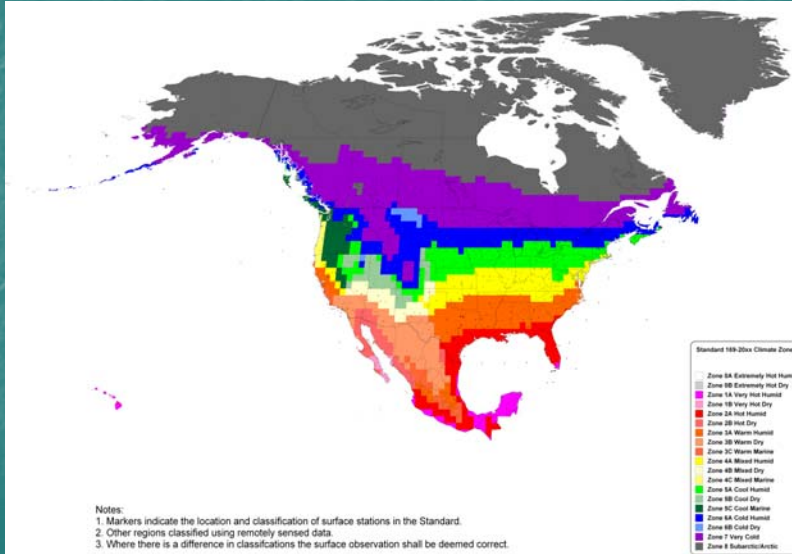 Standard 169-20xx Climate Zone
Zone 0A Extremely Hot Hum
Zone 0B Extremely Hot Dry
Zone 1A Very Hot Humid
Zone 1B Very Hot Dry
Zone 2A Hot Humid
Zone 2B Hot Dry
Zone 3A Warm Humid
Zone 3B Warm Dry
Zone 3C Warm Marine
Zone 4A Mixed Humid
Zone 4B Mixed Dry
Zone 4C Mixed Marine
Zone 5A Cool Humid
Zone 5B Cool Dry
Zone 5C Cool Marine
Zone 6A Cold Humid
Zone 6B Cold Dry
Zone 7 Very Cold
Zone 8 Subarctic/Arctic
Notes:
1. Markers indicate the location and classification of surface stations in the Standard.
2. Other regions classified using remotely sensed data.
3. Where there is a difference in classifcations the surface observation shall be deemed correct.